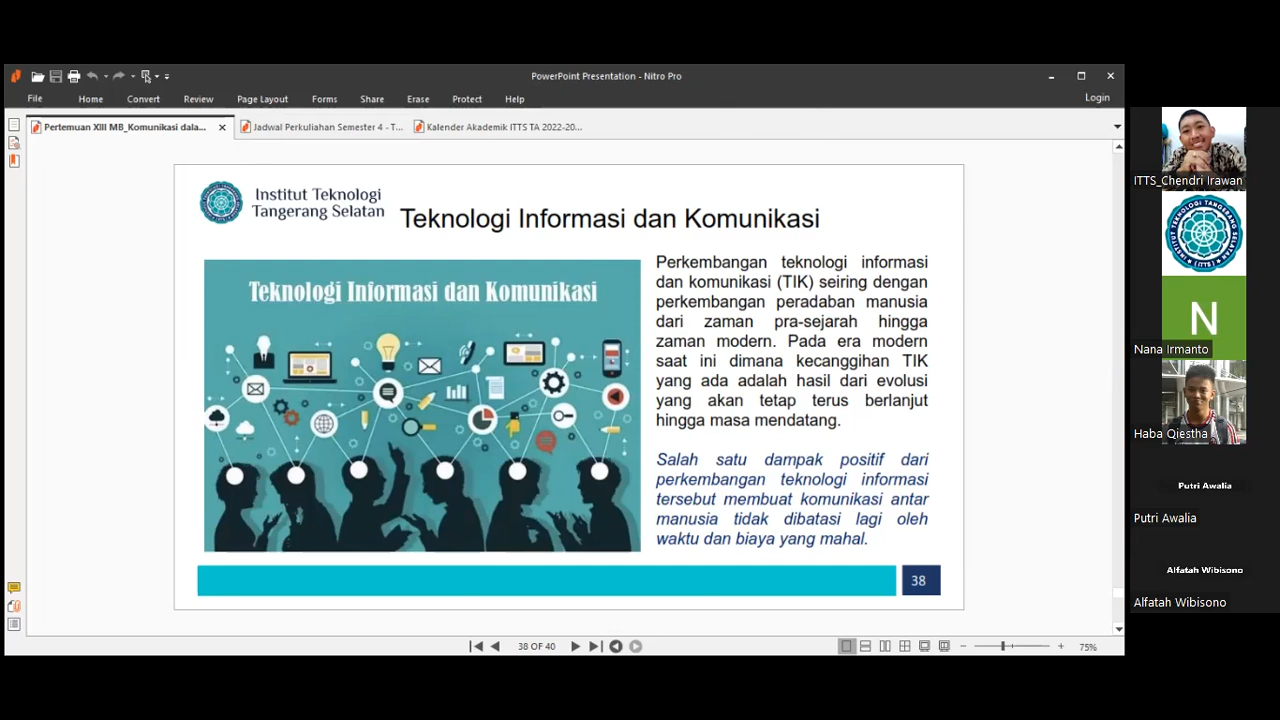 PowerPoint Presentation - Nitro Pro
File Home Convert Review Page Layout Forms Share Erase Protect Help Login
Pertemuan XIII MB_Komunikasi dala... Jadwal Perkuliahan Semester 4 - T... Kalender Akademik ITTS TA 2022-20...
Institut Teknologi
Tangerang Selatan
Teknologi Informasi dan Komunikasi
Teknologi Informasi dan Komunikasi
Perkembangan teknologi informasi
dan komunikasi (TIK) seiring dengan
perkembangan peradaban manusia
dari zaman pra-sejarah hingga
zaman modern. Pada era modern
saat ini dimana kecanggihan TIK
yang ada adalah hasil dari evolusi
yang akan tetap terus berlanjut
hingga masa mendatang.
Salah satu dampak positif dari
perkembangan teknologi informasi
tersebut membuat komunikasi antar
manusia tidak dibatasi lagi oleh
waktu dan biaya yang mahal.
38
38 OF 40
75%
ITTS_Chendri Irawan
INSTITUT TEKNOLOGI TANGERANG SELATAN
(ITTS)
N
Nana Irmanto
Haba Qiestha
Putri Awalia
Putri Awalia
Alfatah Wibisono
Alfatah Wibisono